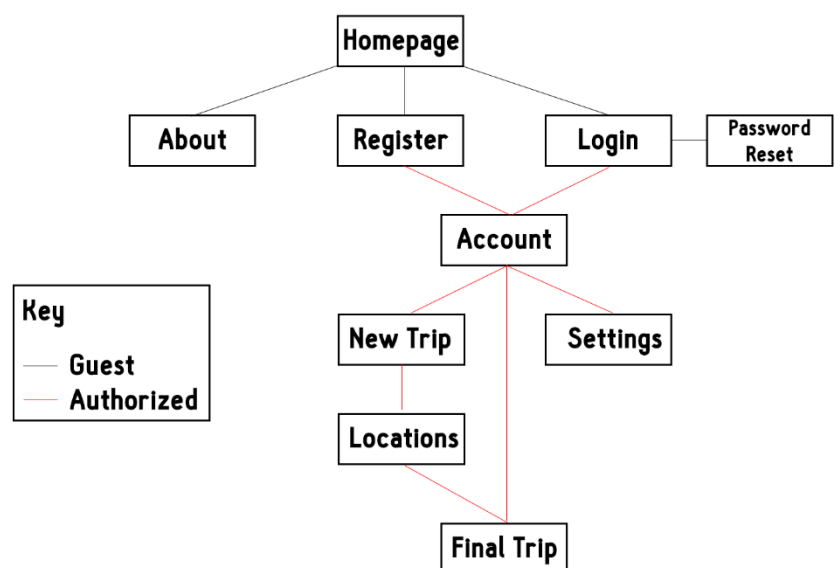 Homepage
About
Register
Login
Password
Reset
Account
Key
Guest
Authorized
New Trip
Settings
Locations
Final Trip